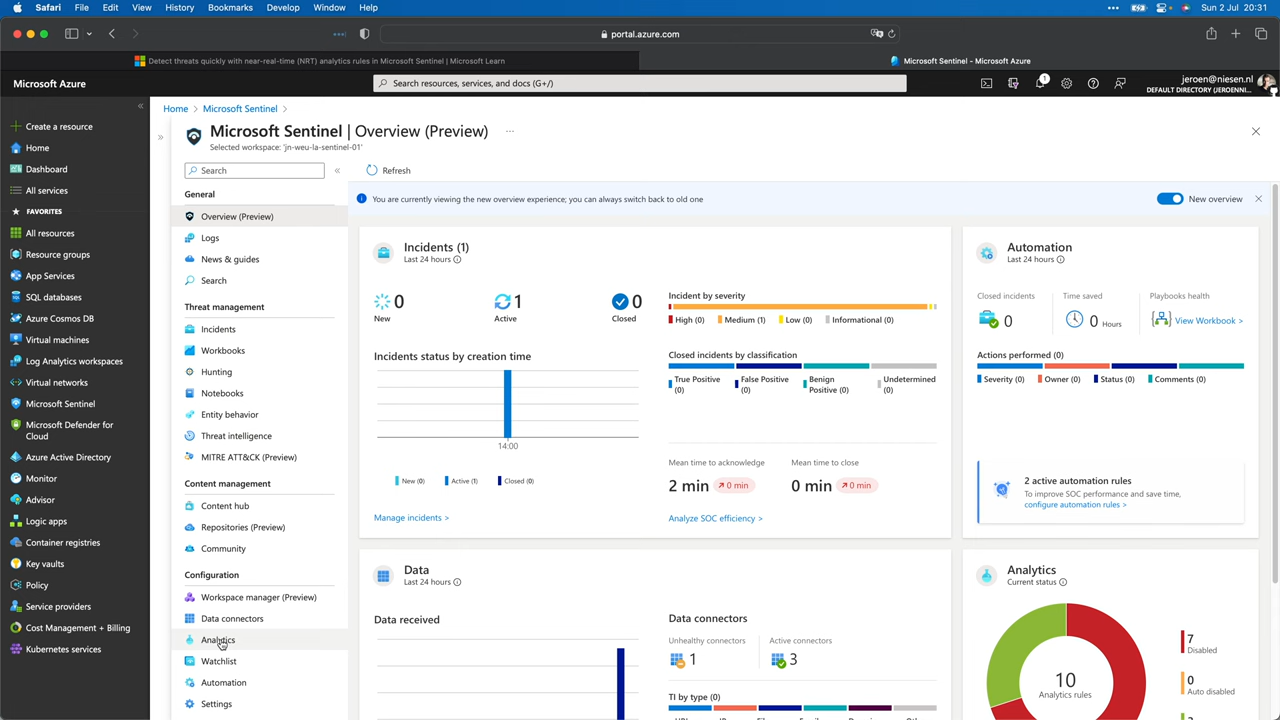 Safari File Edit View History Bookmarks Develop Window Help
Sun 2 Jul 20:31
portal.azure.com
Detect threats quickly with near-real-time (NRT) analytics rules in Microsoft Sentinel | Microsoft Learn
Microsoft Sentinel - Microsoft Azure
Microsoft Azure
Search resources, services, and docs (G+/)
1
jeroen@niesen.nl
DEFAULT DIRECTORY (JEROENNI...
Create a resource
Home
Dashboard
All services
FAVORITES
All resources
Resource groups
App Services
SQL databases
Azure Cosmos DB
Virtual machines
Log Analytics workspaces
Virtual networks
Microsoft Sentinel
Microsoft Defender for
Cloud
Azure Active Directory
Monitor
Advisor
Logic apps
Container registries
Key vaults
Policy
Service providers
Cost Management + Billing
Kubernetes services
Home > Microsoft Sentinel >
Microsoft Sentinel | Overview (Preview) ...
Selected workspace: 'jn-weu-la-sentinel-01'
Search
General
Overview (Preview)
Logs
News & guides
Search
Threat management
Incidents
Workbooks
Hunting
Notebooks
Entity behavior
Threat intelligence
MITRE ATT&CK (Preview)
Content management
Content hub
Repositories (Preview)
Community
Configuration
Workspace manager (Preview)
Data connectors
Analytics
Watchlist
Automation
Settings
Refresh
You are currently viewing the new overview experience; you can always switch back to old one
New overview
Incidents (1)
Last 24 hours
0
New
1
Active
0
Closed
Incidents status by creation time
14:00
New (0) Active (1) Closed (0)
Manage incidents >
Incident by severity
High (0) Medium (1) Low (0) Informational (0)
Closed incidents by classification
True Positive (0)
False Positive (0)
Benign Positive (0)
Undetermined (0)
Mean time to acknowledge
2 min 0 min
Mean time to close
0 min 0 min
Analyze SOC efficiency >
Automation
Last 24 hours
Closed incidents
0
Time saved
0 Hours
Playbooks health
View Workbook >
Actions performed (0)
Severity (0) Owner (0) Status (0) Comments (0)
2 active automation rules
To improve SOC performance and save time,
configure automation rules >
Data
Last 24 hours
Data received
Data connectors
Unhealthy connectors
1
Active connectors
3
TI by type (0)
Analytics
Current status
10
Analytics rules
7
Disabled
0
Auto disabled